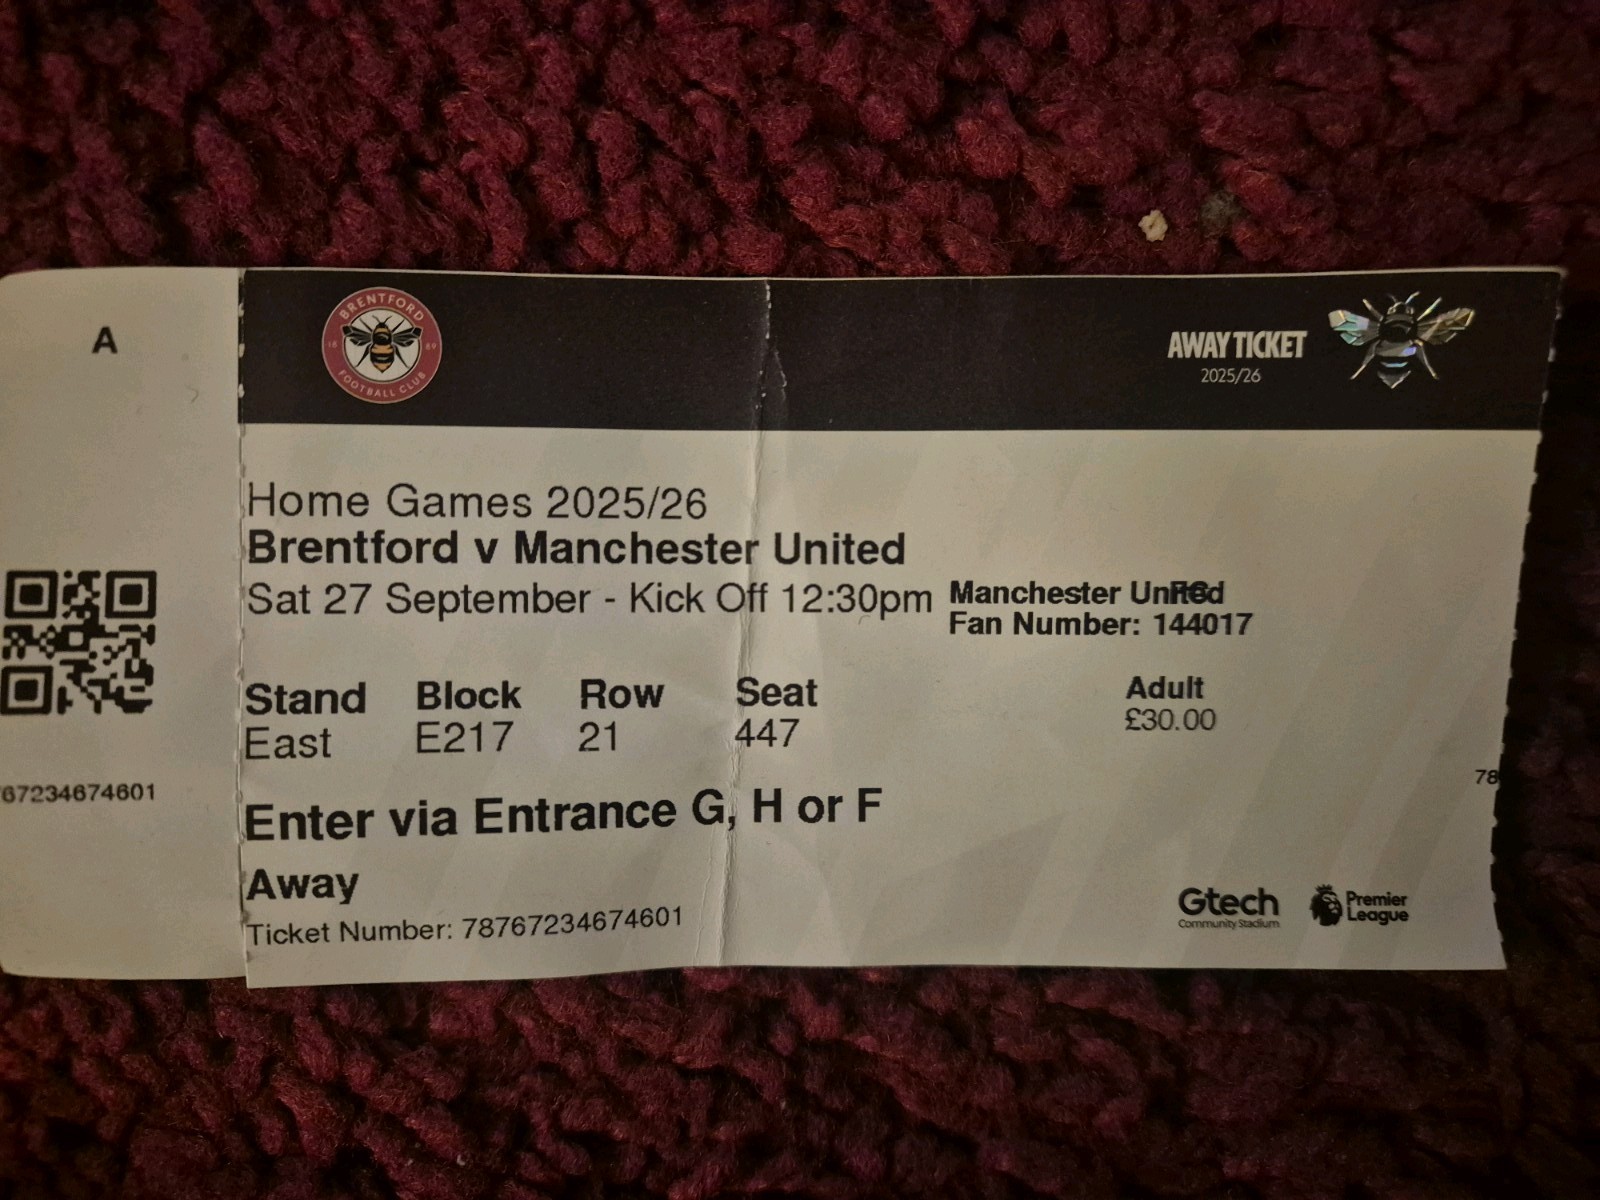 A
67234674601
BRENTFORD
1889
FOOTBALL CLUB
AWAY TICKET
2025/26
Home Games 2025/26
Brentford v Manchester United
Sat 27 September - Kick Off 12:30pm
Manchester United FC
Fan Number: 144017
Stand Block Row Seat
East E217 21 447
Adult
£30.00
78
Enter via Entrance G, H or F
Away
Ticket Number: 78767234674601
Gtech
Community Stadium
Premier
League